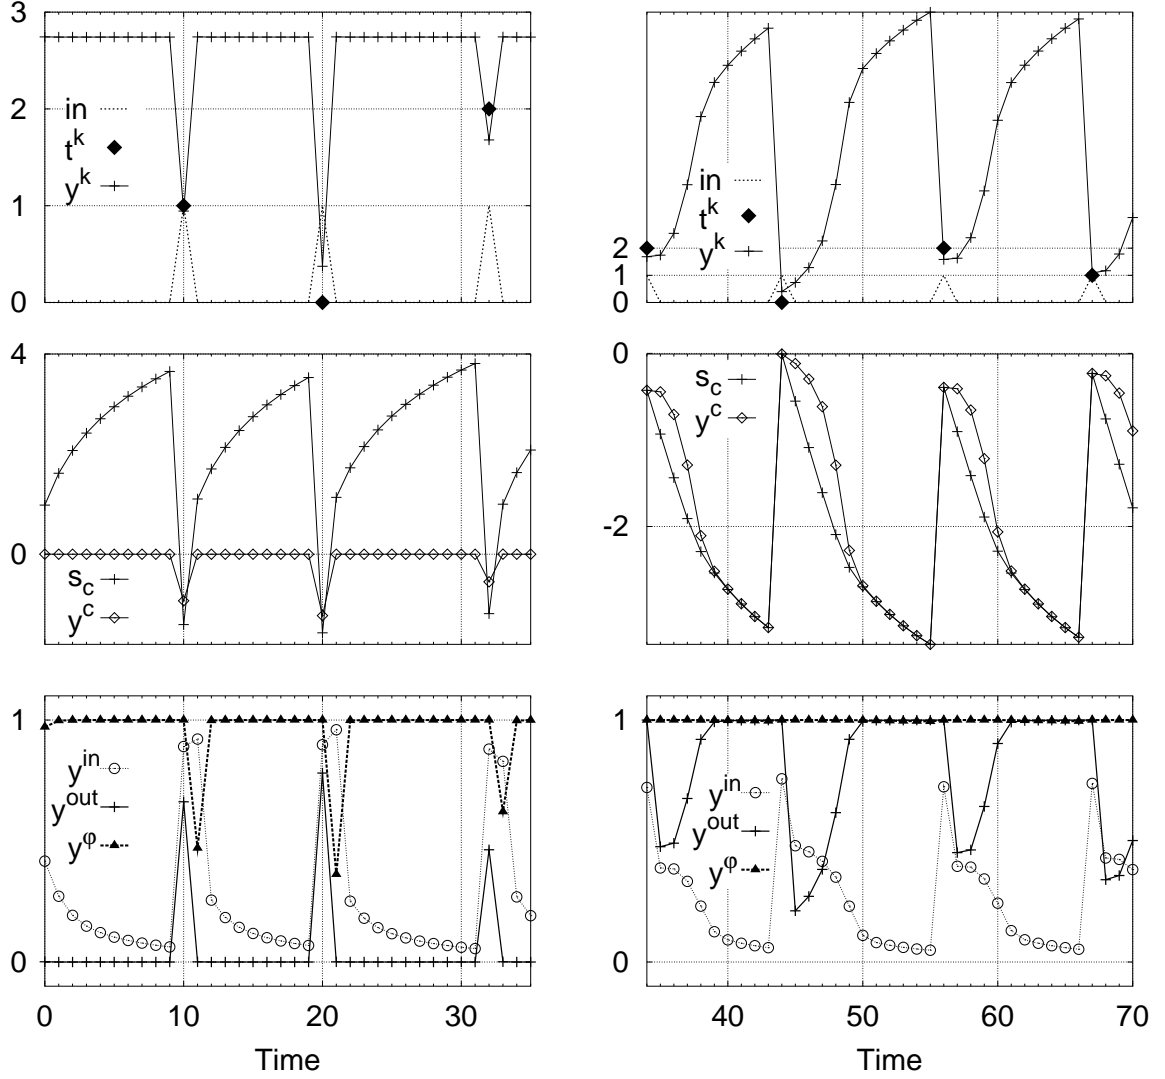 3
2
1
0
in
t^k
y^k
2
1
0
in
t^k
y^k
4
0
s_c
y^c
0
-2
s_c
y^c
1
0
y^in
y^out
y^φ
0 10 20 30
Time
1
0
y^in
y^out
y^φ
40 50 60 70
Time